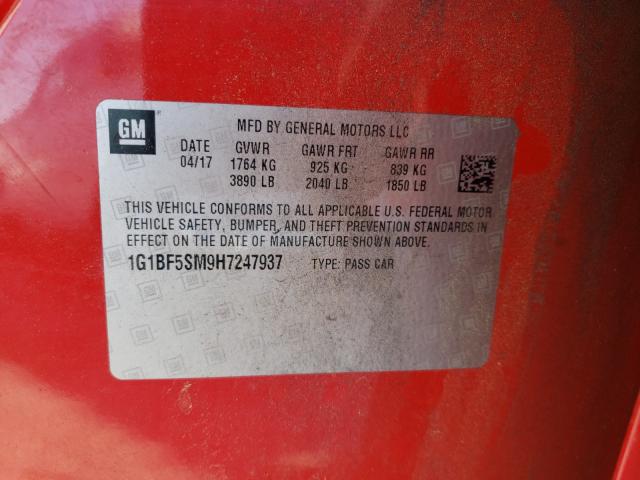 GM
MFD BY GENERAL MOTORS LLC
DATE GVWR GAWR FRT GAWR RR
04/17 1764 KG 925 KG 839 KG
3890 LB 2040 LB 1850 LB
THIS VEHICLE CONFORMS TO ALL APPLICABLE U.S. FEDERAL MOTOR
VEHICLE SAFETY, BUMPER, AND THEFT PREVENTION STANDARDS IN
EFFECT ON THE DATE OF MANUFACTURE SHOWN ABOVE.
1G1BF5SM9H7247937 TYPE: PASS CAR